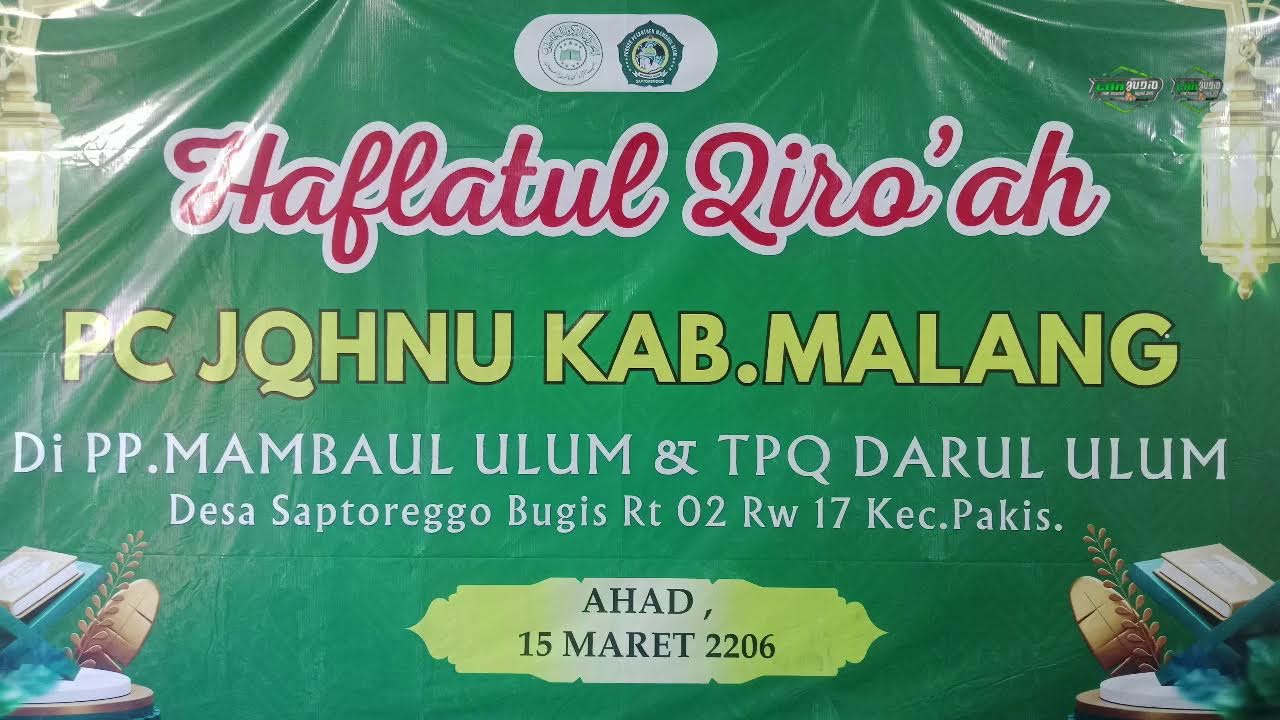 SAPTORENGGO
Haflatul Qiro'ah
PC JQHNU KAB.MALANG
Di PP.MAMBAUL ULUM & TPQ DARUL ULUM
Desa Saptoreggo Bugis Rt 02 Rw 17 Kec.Pakis.
AHAD ,
15 MARET 2206